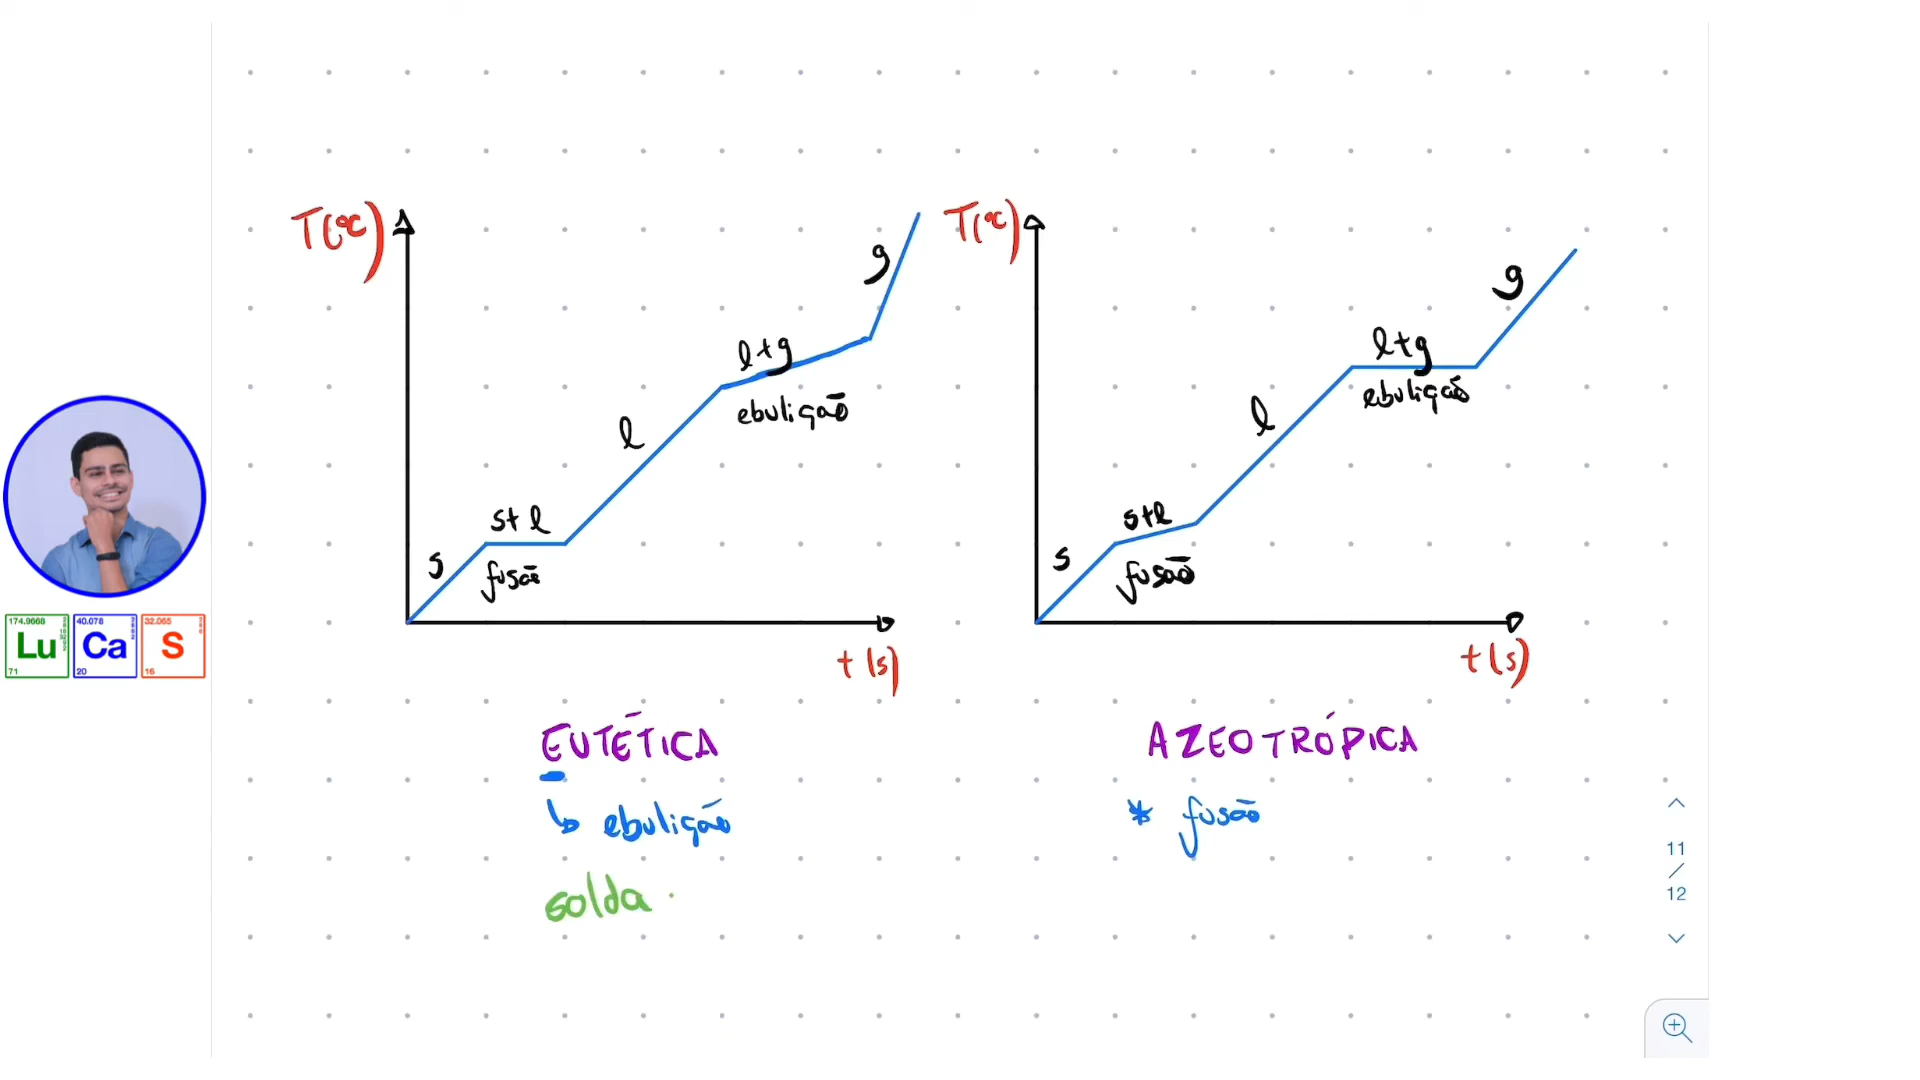 T(°C)
g
l+g
ebulição
l
s+l
s
fusão
t(s)
EUTÉTICA
↳ ebulição
solda
T(°C)
g
l+g
ebulição
l
s+l
s
fusão
t(s)
AZEOTRÓPICA
* fusão
174.9668
Lu
71
40.078
Ca
20
32.065
S
16
11
/
12